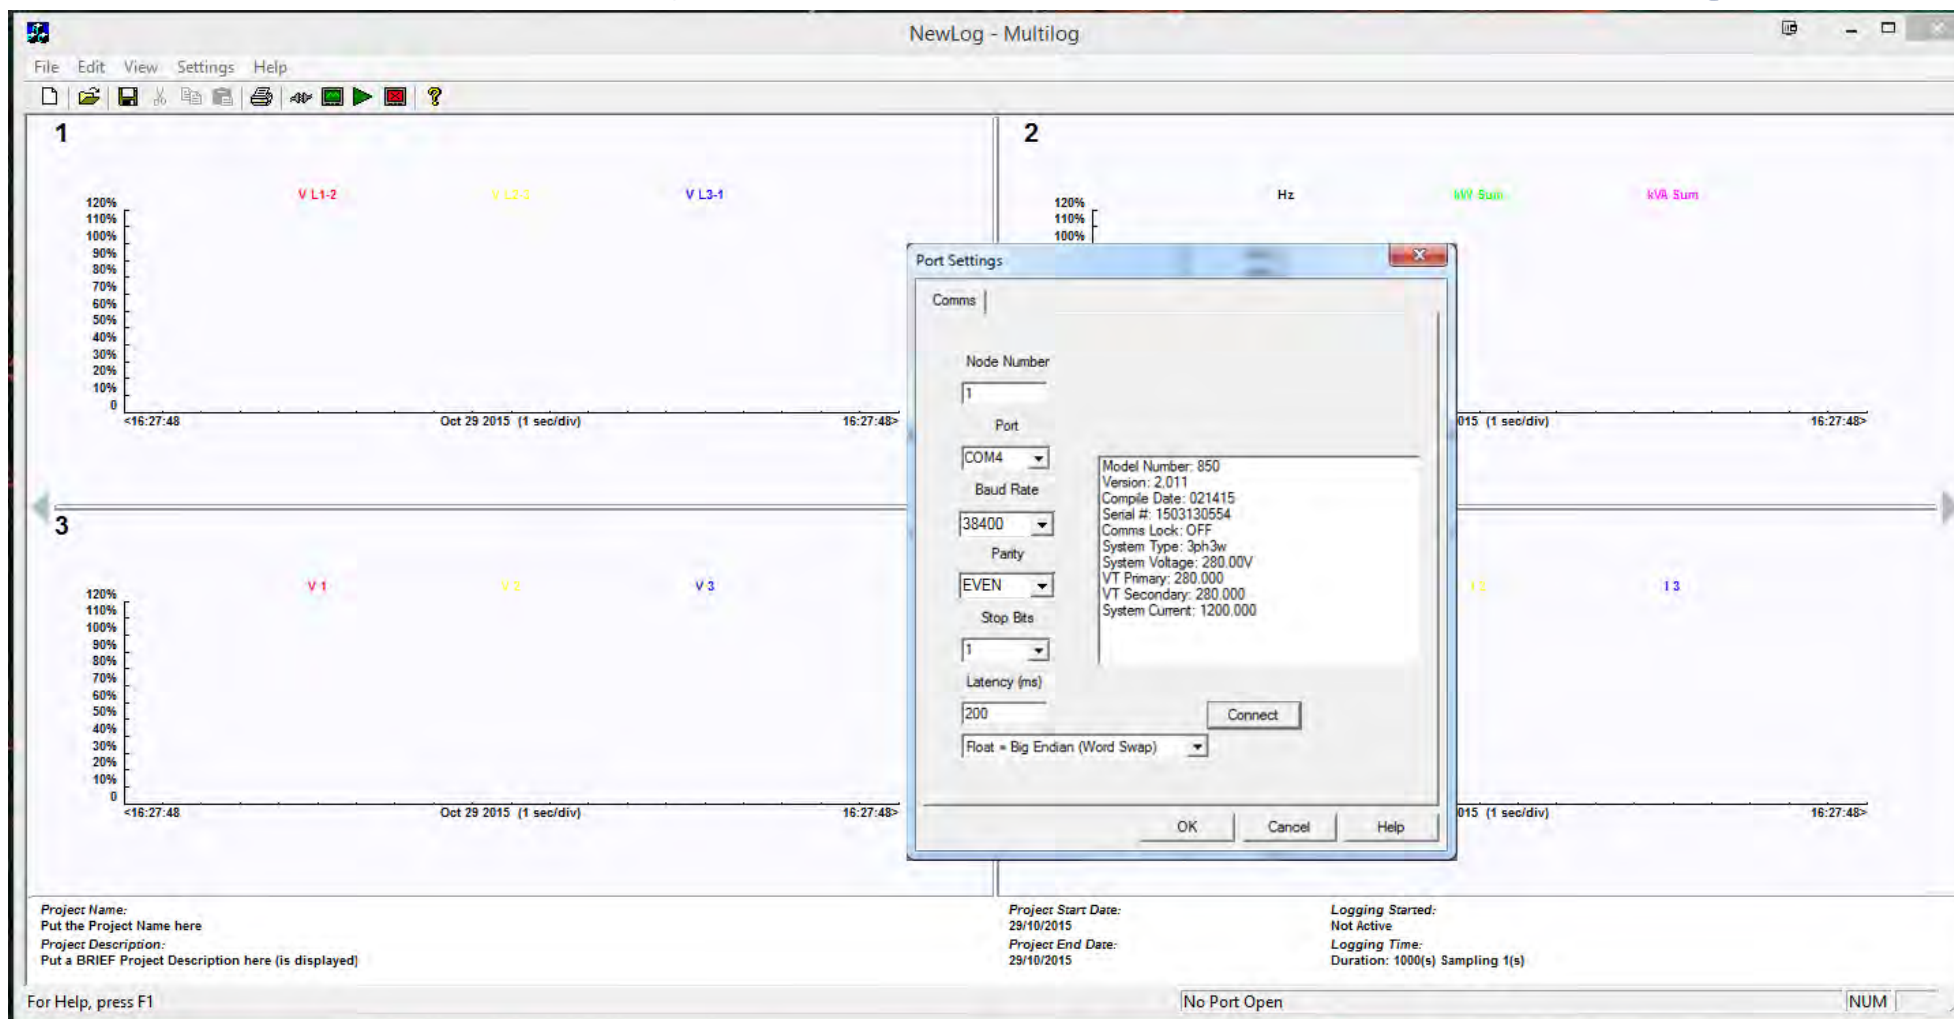 NewLog - Multilog
File Edit View Settings Help
1
V L1-2 V L2-3 V L3-1
120%
110%
100%
90%
80%
70%
60%
50%
40%
30%
20%
10%
0
<16:27:48 Oct 29 2015 (1 sec/div) 16:27:48>
2
Hz kW Sum kVA Sum
120%
110%
100%
015 (1 sec/div) 16:27:48>
3
V 1 V 2 V 3
120%
110%
100%
90%
80%
70%
60%
50%
40%
30%
20%
10%
0
<16:27:48 Oct 29 2015 (1 sec/div) 16:27:48>
I 2 I 3
015 (1 sec/div) 16:27:48>
Port Settings
Comms
Node Number
1
Port
COM4
Baud Rate
38400
Parity
EVEN
Stop Bits
1
Latency (ms)
200
Float = Big Endian (Word Swap)
Model Number: 850
Version: 2.011
Compile Date: 021415
Serial #: 1503130554
Comms Lock: OFF
System Type: 3ph3w
System Voltage: 280.00V
VT Primary: 280.000
VT Secondary: 280.000
System Current: 1200.000
Connect
OK Cancel Help
Project Name:
Put the Project Name here
Project Description:
Put a BRIEF Project Description here (is displayed)
Project Start Date:
29/10/2015
Project End Date:
29/10/2015
Logging Started:
Not Active
Logging Time:
Duration: 1000(s) Sampling 1(s)
For Help, press F1 No Port Open NUM